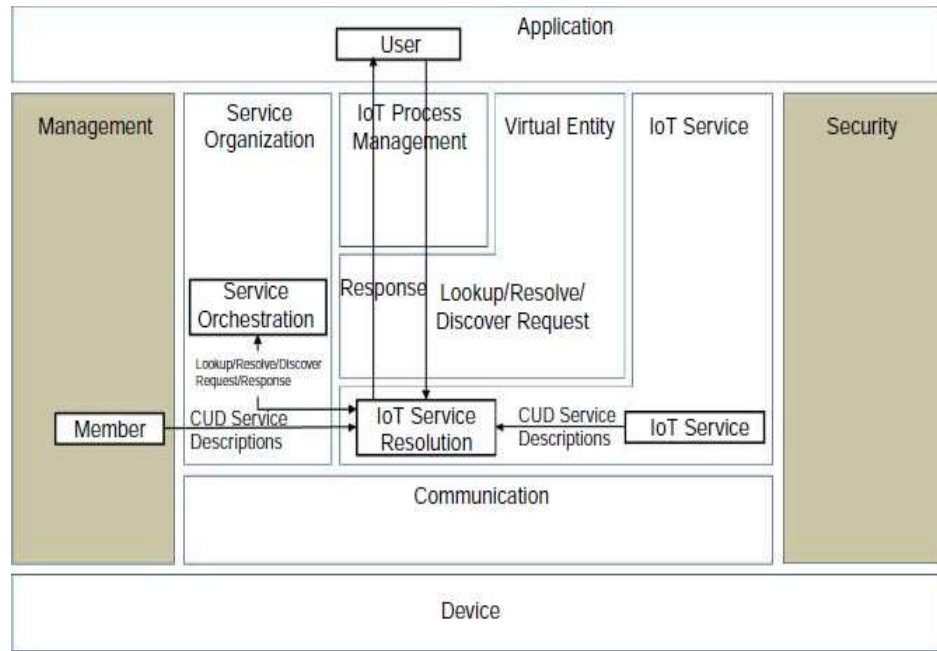 Application
User
Management
Service
Organization
IoT Process
Management
Virtual Entity
IoT Service
Security
Service
Orchestration
Response
Lookup/Resolve/
Discover Request
Lookup/Resolve/Discover
Request/Response
Member
CUD Service
Descriptions
IoT Service
Resolution
CUD Service
Descriptions
IoT Service
Communication
Device